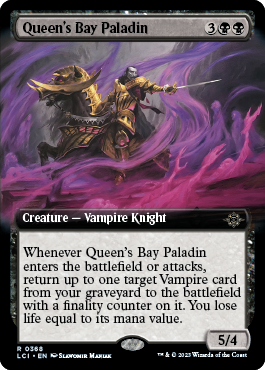 Queen's Bay Paladin 3
Creature — Vampire Knight
Whenever Queen's Bay Paladin
enters the battlefield or attacks,
return up to one target Vampire card
from your graveyard to the battlefield
with a finality counter on it. You lose
life equal to its mana value.
5/4
R 0368
LCI • EN Slawomir Maniak
™ & © 2023 Wizards of the Coast